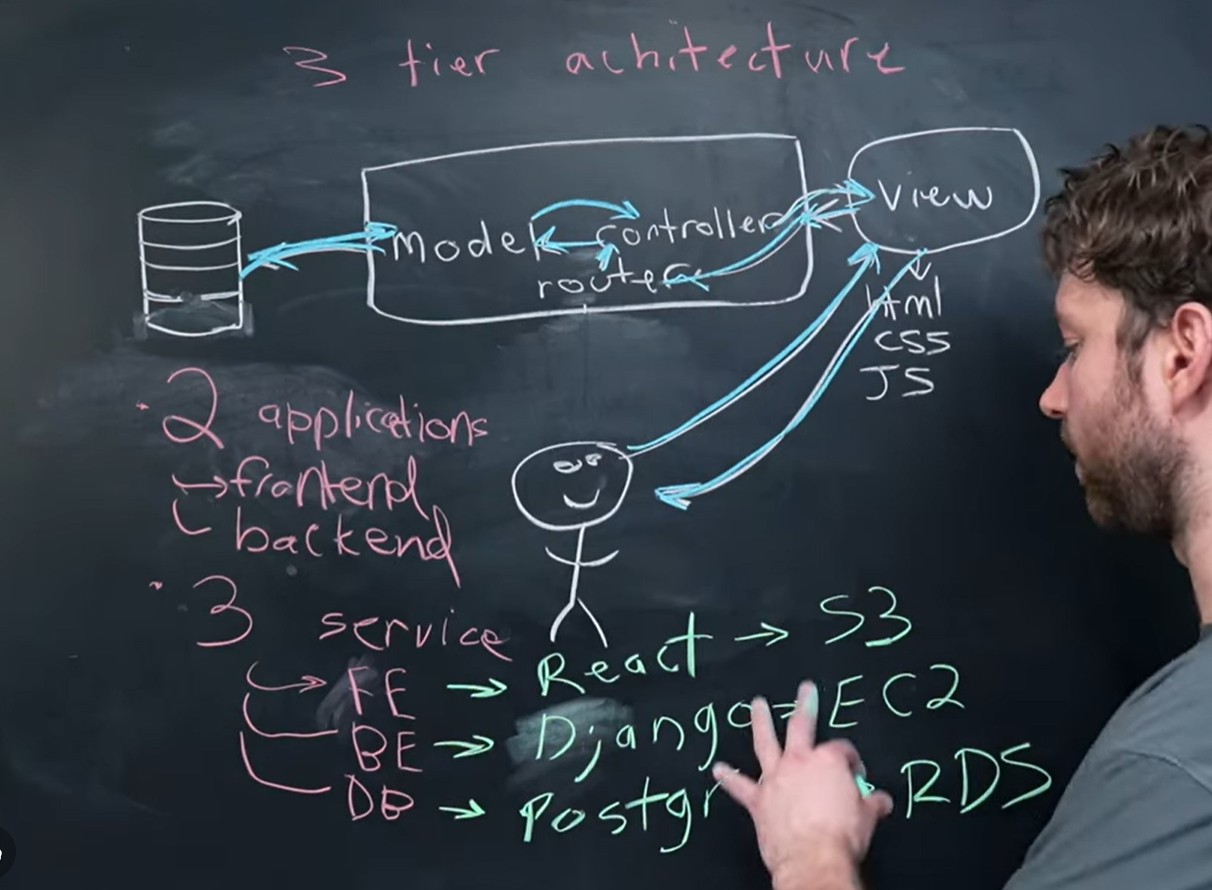 3 tier achitecture
Model controller
router
View
html
CSS
JS
2 applications
frontend
backend
3 service
FE → React → S3
BE → Django → EC2
DB → Postgr RDS